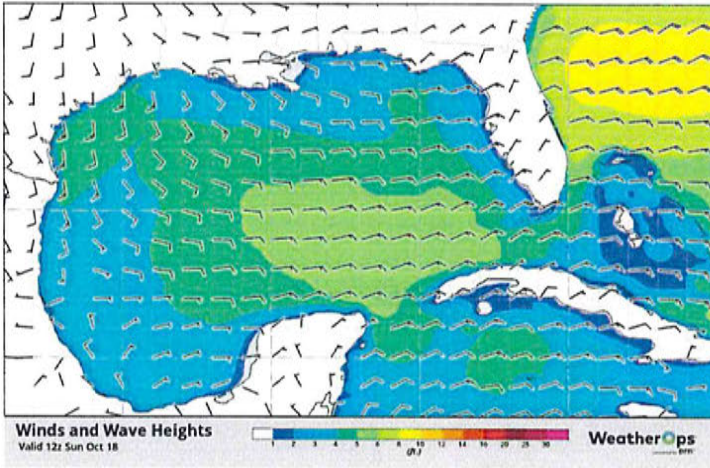 Winds and Wave Heights
Valid 12z Sun Oct 18
1 2 3 4 5 6 8 10 12 14 16 20 25 30
(ft.)
WeatherOps